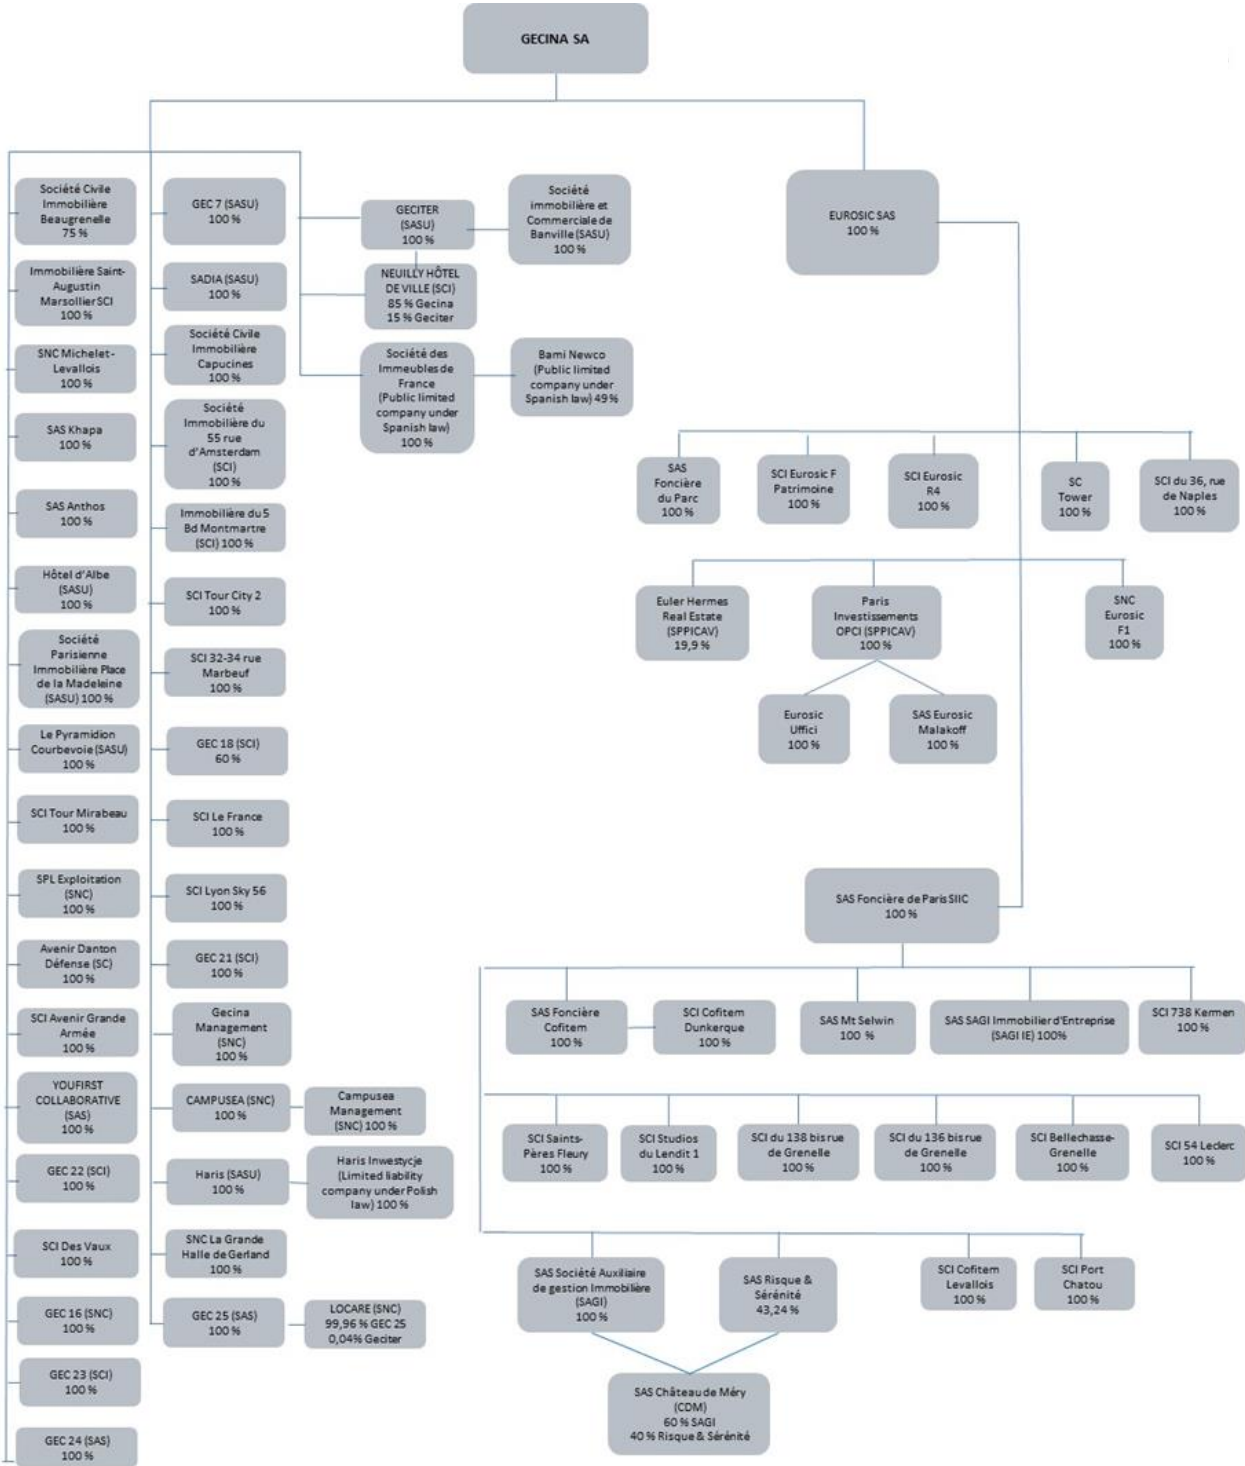 GECINA SA
Société Civile
Immobilière
Beaugrenelle
75 %
Immobilière Saint-
Augustin
Marsollier SCI
100 %
SNC Michelet-
Levallois
100 %
SAS Khapa
100 %
SAS Anthos
100 %
Hôtel d'Albe
(SASU)
100 %
Société
Parisienne
Immobilière Place
de la Madeleine
(SASU) 100 %
Le Pyramidion
Courbevoie (SASU)
100 %
SCI Tour Mirabeau
100 %
SPL Exploitation
(SNC)
100 %
Avenir Danton
Défense (SC)
100 %
SCI Avenir Grande
Armée
100 %
YOUFIRST
COLLABORATIVE
(SAS)
100 %
GEC 22 (SCI)
100 %
SCI Des Vaux
100 %
GEC 16 (SNC)
100 %
GEC 23 (SCI)
100 %
GEC 24 (SAS)
100 %
GEC 7 (SASU)
100 %
SADIA (SASU)
100 %
Société Civile
Immobilière
Capucines
100 %
Société
Immobilière du
55 rue
d'Amsterdam
(SCI)
100 %
Immobilière du 5
Bd Montmartre
(SCI) 100 %
SCI Tour City 2
100 %
SCI 32-34 rue
Marbeuf
100 %
GEC 18 (SCI)
60 %
SCI Le France
100 %
SCI Lyon Sky 56
100 %
GEC 21 (SCI)
100 %
Gecina
Management
(SNC)
100 %
CAMPUSEA (SNC)
100 %
Campusea
Management
(SNC) 100 %
Haris (SASU)
100 %
Haris Inwestycje
(Limited liability
company under Polish
law) 100 %
SNC La Grande
Halle de Gerland
100 %
GEC 25 (SAS)
100 %
LOCARE (SNC)
99,96 % GEC 25
0,04% Geciter
GECITER
(SASU)
100 %
Société
immobilière et
Commerciale de
Banville (SASU)
100 %
NEUILLY HÔTEL
DE VILLE (SCI)
85 % Gecina
15 % Geciter
Société des
Immeubles de
France
(Public limited
company under
Spanish law)
100 %
Bami Newco
(Public limited
company under
Spanish law) 49 %
EUROSIC SAS
100 %
SAS
Foncière
du Parc
100 %
SCI Eurosic F
Patrimoine
100 %
SCI Eurosic
R4
100 %
SC
Tower
100 %
SCI du 36, rue
de Naples
100 %
Euler Hermes
Real Estate
(SPPICAV)
19,9 %
Paris
Investissements
OPCI (SPPICAV)
100 %
SNC
Eurosic
F1
100 %
Eurosic
Uffici
100 %
SAS Eurosic
Malakoff
100 %
SAS Foncière de Paris SIIC
100 %
SAS Foncière
Cofitem
100 %
SCI Cofitem
Dunkerque
100 %
SAS Mt Selwin
100 %
SAS SAGI Immobilier d'Entreprise
(SAGI IE) 100%
SCI 738 Kermen
100 %
SCI Saints-
Pères Fleury
100 %
SCI Studios
du Lendit 1
100 %
SCI du 138 bis rue
de Grenelle
100 %
SCI du 136 bis rue
de Grenelle
100 %
SCI Bellechasse-
Grenelle
100 %
SCI 54 Leclerc
100 %
SAS Société Auxiliaire
de gestion Immobilière
(SAGI)
100 %
SAS Risque &
Sérénité
43,24 %
SCI Cofitem
Levallois
100 %
SCI Port
Chatou
100 %
SAS Château de Méry
(CDM)
60 % SAGI
40 % Risque & Sérénité